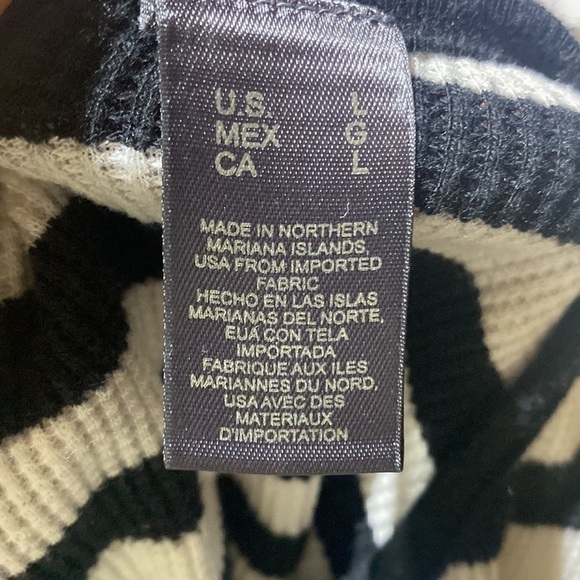 U.S. L
MEX G
CA L
MADE IN NORTHERN
MARIANA ISLANDS,
USA FROM IMPORTED
FABRIC
HECHO EN LAS ISLAS
MARIANAS DEL NORTE,
EUA CON TELA
IMPORTADA
FABRIQUE AUX ILES
MARIANNES DU NORD,
USA AVEC DES
MATERIAUX
D'IMPORTATION